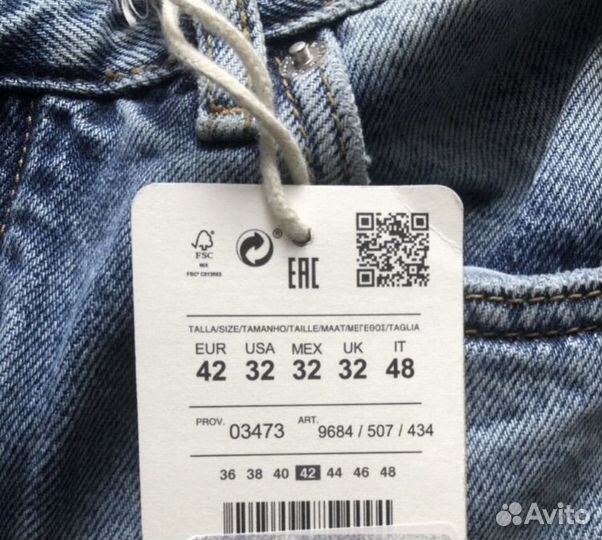 FSC
MIX
EAC
TALLA/SIZE/TAMANHO/TAILLE/MAAT/ΜΕΓΕΘΟΣ/TAGLIA
EUR USA MEX UK IT
42 32 32 32 48
PROV. 03473 ART. 9684 / 507 / 434
36 38 40 42 44 46 48
Avito